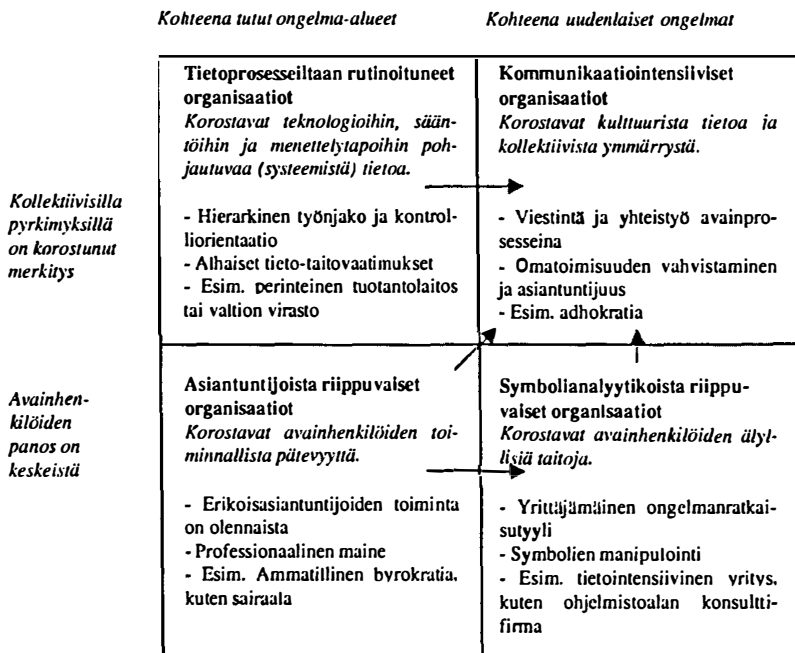 Kohteena tutut ongelma-alueet
Kohteena uudenlaiset ongelmat
Kollektiivisilla
pyrkimyksillä
on korostunut
merkitys
Tietoprosesseiltaan rutinoituneet
organisaatiot
Korostavat teknologioihin, sään-
töihin ja menettelytapoihin poh-
jautuvaa (systeemistä) tietoa.
- Hierarkinen työnjako ja kontrol-
liorientaatio
- Alhaiset tieto-taitovaatimukset
- Esim. perinteinen tuotantolaitos
tai valtion virasto
Kommunikaatiointensiiviset
organisaatiot
Korostavat kulttuurista tietoa ja
kollektiivista ymmärrystä.
- Viestintä ja yhteistyö avainpro-
sesseina
- Omatoimisuuden vahvistaminen
ja asiantuntijuus
- Esim. adhokratia
Avainhen-
kilöiden
panos on
keskeistä
Asiantuntijoista riippuvaiset
organisaatiot
Korostavat avainhenkilöiden toi-
minnallista pätevyyttä.
- Erikoisasiantuntijoiden toiminta
on olennaista
- Professionaalinen maine
- Esim. Ammatillinen byrokratia,
kuten sairaala
Symbolianalyytikoista riippu-
vaiset organisaatiot
Korostavat avainhenkilöiden älyl-
lisiä taitoja.
- Yrittäjämäinen ongelmanratkai-
sutyyli
- Symbolien manipulointi
- Esim. tietointensiivinen yritys,
kuten ohjelmistoalan konsultti-
firma